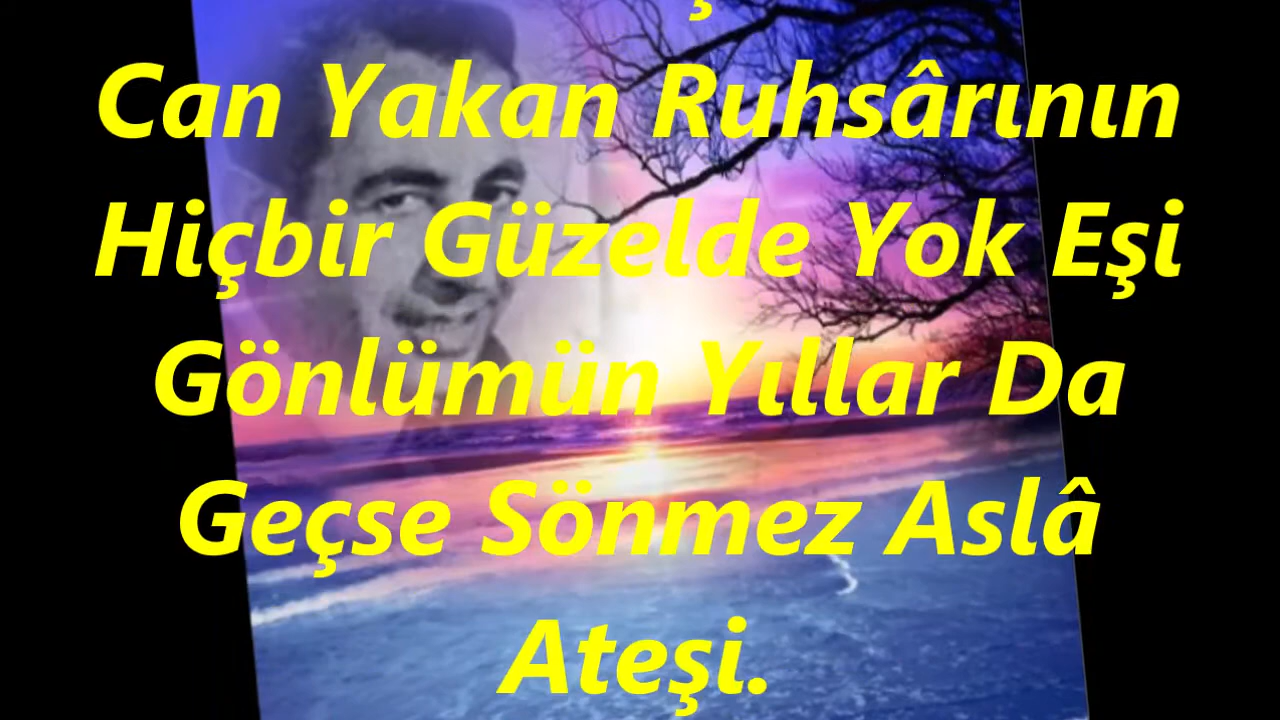 Can Yakan Ruhsârının
Hiçbir Güzelde Yok Eşi
Gönlümün Yıllar Da
Geçse Sönmez Aslâ
Ateşi.